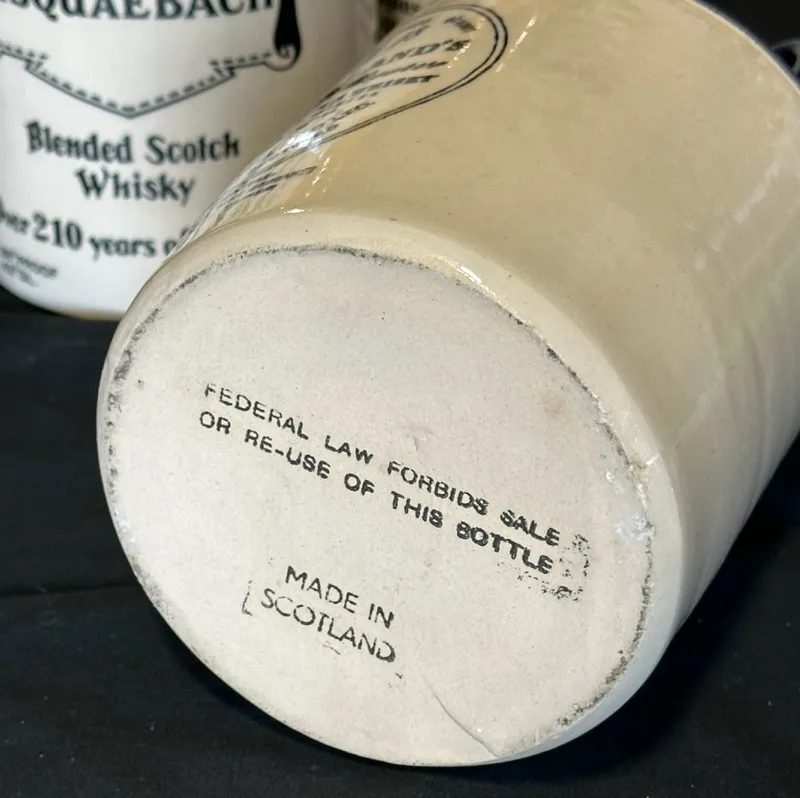 SQUAEBACH
Blended Scotch
Whisky
over 210 years
FEDERAL LAW FORBIDS SALE
OR RE-USE OF THIS BOTTLE
MADE IN
SCOTLAND